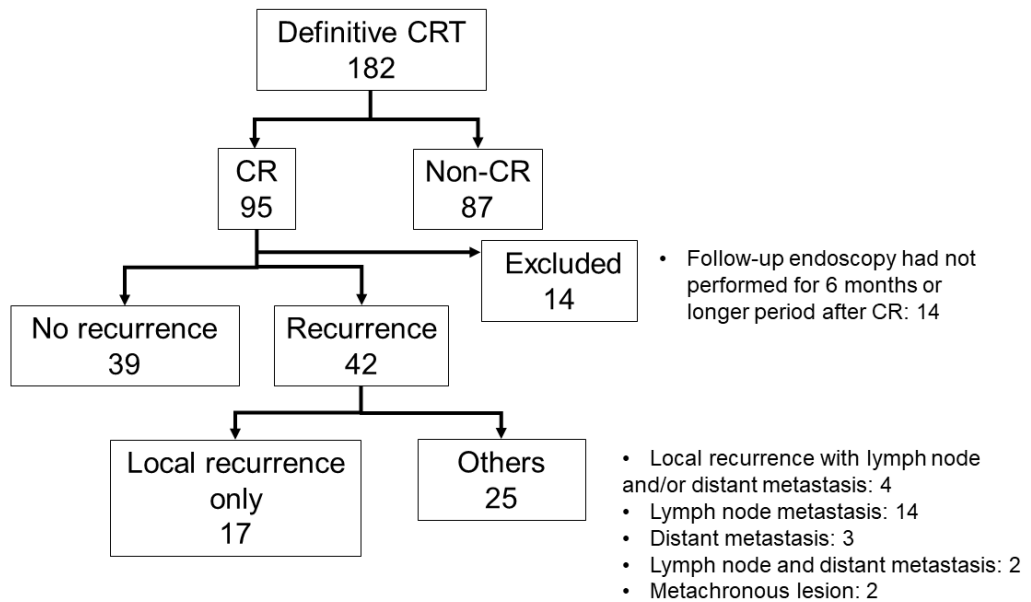 Definitive CRT
182
CR
95
Non-CR
87
Excluded
14
• Follow-up endoscopy had not
performed for 6 months or
longer period after CR: 14
No recurrence
39
Recurrence
42
Local recurrence
only
17
Others
25
• Local recurrence with lymph node
and/or distant metastasis: 4
• Lymph node metastasis: 14
• Distant metastasis: 3
• Lymph node and distant metastasis: 2
• Metachronous lesion: 2